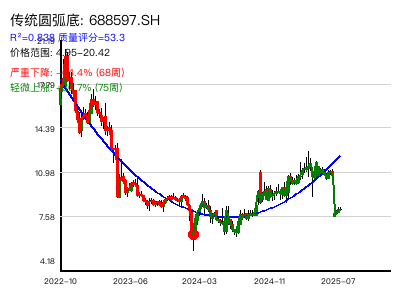 传统圆弧底: 688597.SH
R²=0.838 质量评分=53.3
价格范围: 4.95-20.42
严重下降: .4% (68周)
轻微上涨: .7% (75周)
14.39
10.98
7.58
4.18
2022-10 2023-06 2024-03 2024-11 2025-07